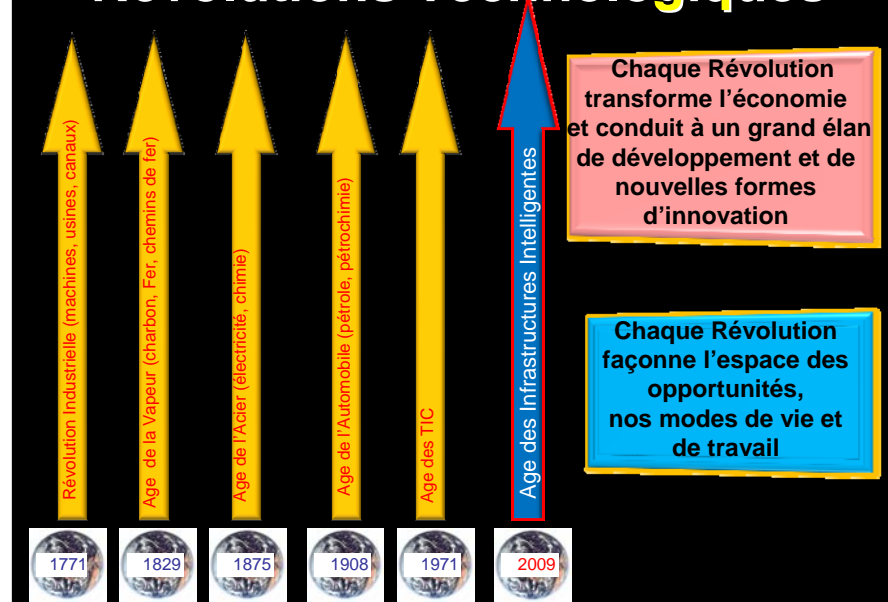 Révolutions Technologiques
Révolution Industrielle (machines, usines, canaux)
Age de la Vapeur (charbon, Fer, chemins de fer)
Age de l'Acier (électricité, chimie)
Age de l'Automobile (pétrole, pétrochimie)
Age des TIC
Age des Infrastructures Intelligentes
1771
1829
1875
1908
1971
2009
Chaque Révolution
transforme l'économie
et conduit à un grand élan
de développement et de
nouvelles formes
d'innovation
Chaque Révolution
façonne l'espace des
opportunités,
nos modes de vie et
de travail